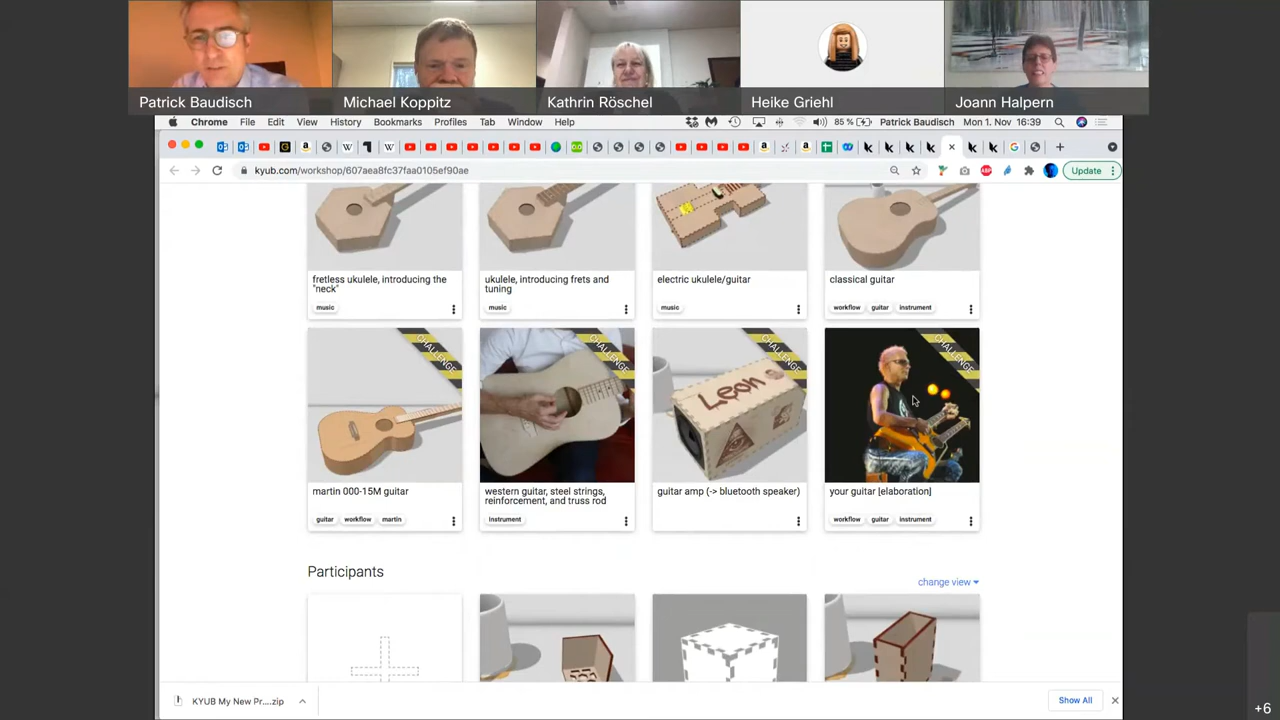 Patrick Baudisch
Michael Koppitz
Kathrin Röschel
Heike Griehl
Joann Halpern
Chrome File Edit View History Bookmarks Profiles Tab Window Help
85 % Patrick Baudisch Mon 1. Nov 16:39
kyub.com/workshop/607aea8fc37faa0105ef90ae
Update
fretless ukulele, introducing the
"neck"
music
ukulele, introducing frets and
tuning
music
electric ukulele/guitar
music
classical guitar
workflow guitar instrument
CHALLENGE
martin 000-15M guitar
guitar workflow martin
CHALLENGE
western guitar, steel strings,
reinforcement, and truss rod
Instrument
CHALLENGE
Leon
guitar amp (-> bluetooth speaker)
CHALLENGE
your guitar [elaboration]
workflow guitar instrument
Participants
change view
KYUB My New Pr....zip
Show All
+6